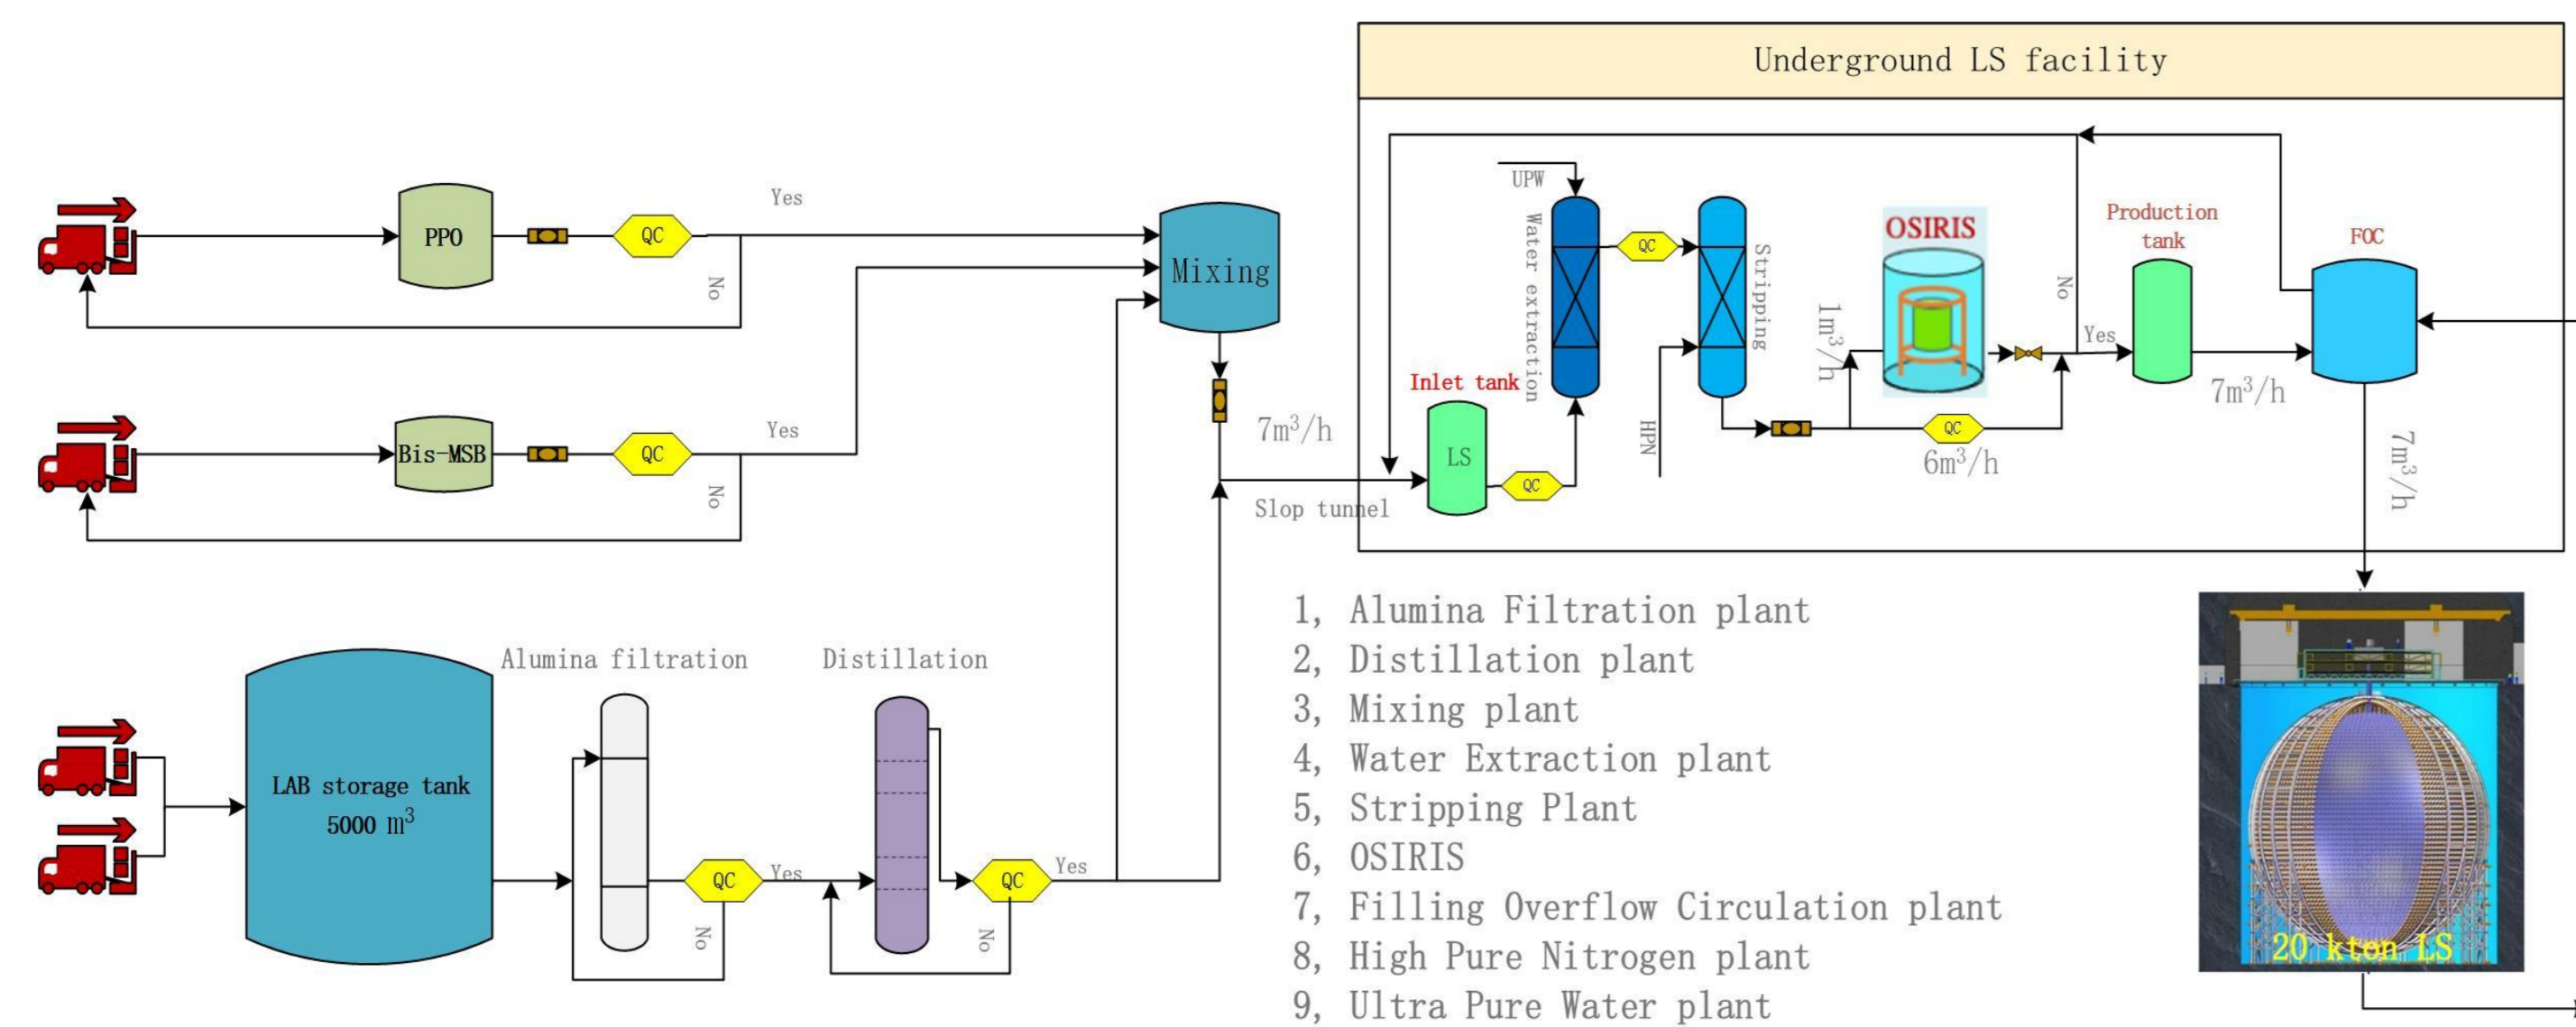 Underground LS facility
PPO
QC
Yes
No
Bis-MSB
QC
Yes
No
Mixing
7m³/h
Slop tunnel
Inlet tank
LS
QC
UPW
Water extraction
QC
Stripping
HPN
1m³/h
OSIRIS
QC
6m³/h
No
Yes
Production
tank
7m³/h
FOC
7m³/h
LAB storage tank
5000 m³
Alumina filtration
QC
Yes
No
Distillation
QC
Yes
No
1, Alumina Filtration plant
2, Distillation plant
3, Mixing plant
4, Water Extraction plant
5, Stripping Plant
6, OSIRIS
7, Filling Overflow Circulation plant
8, High Pure Nitrogen plant
9, Ultra Pure Water plant
20 kton LS